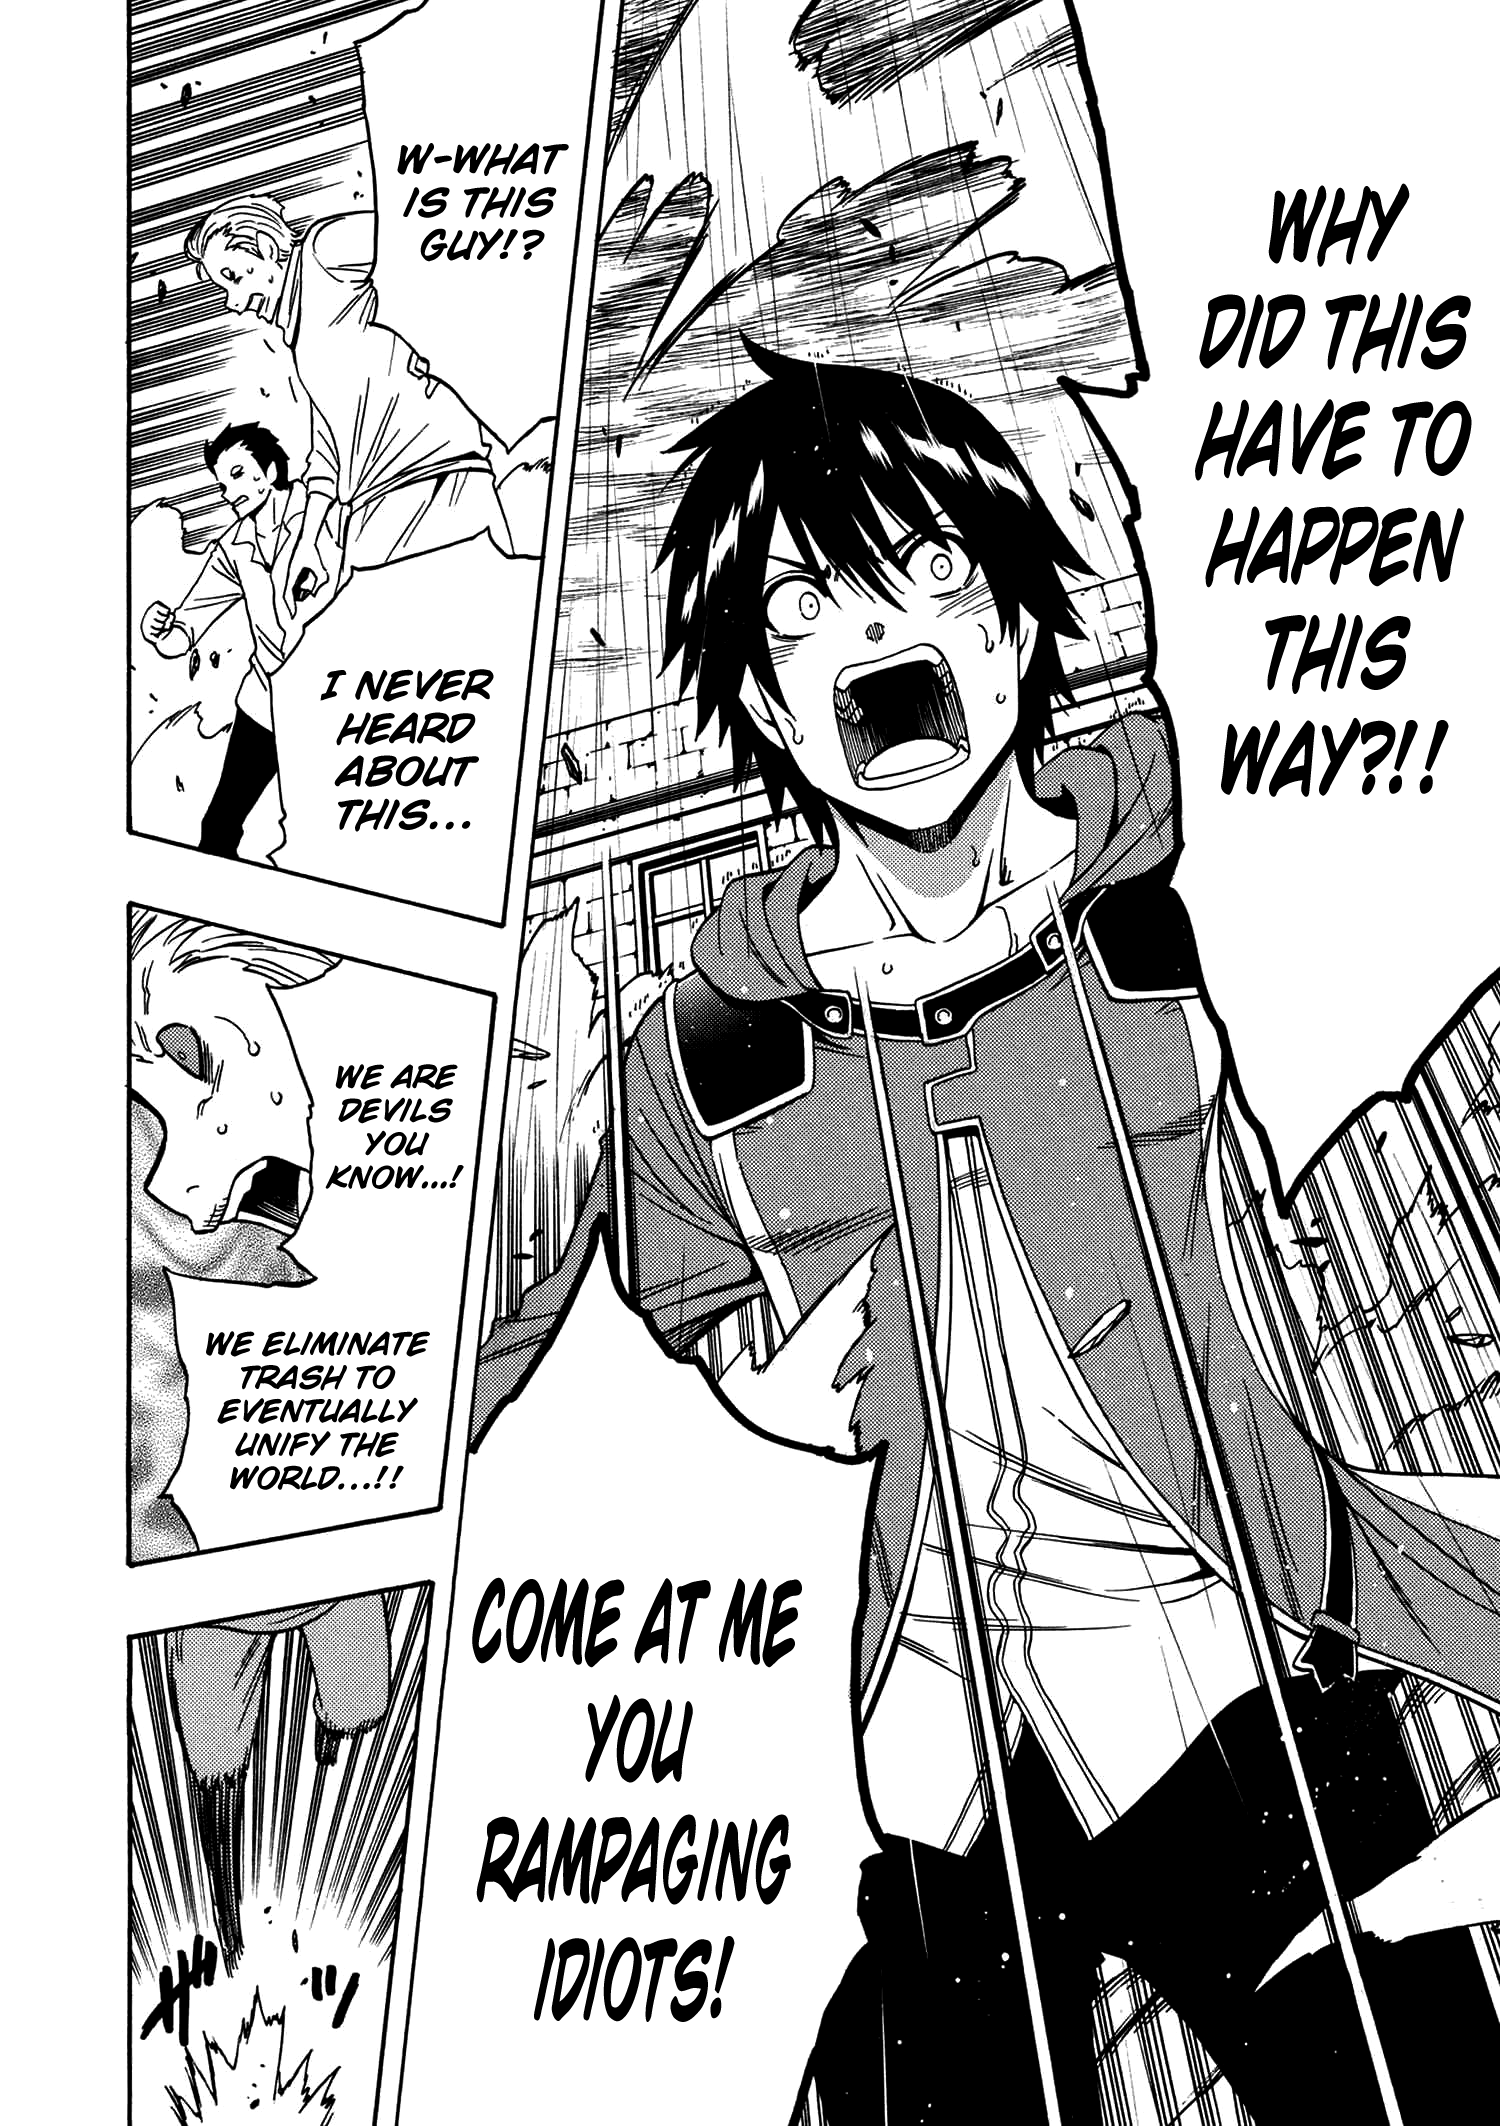 WHY
DID THIS
HAVE TO
HAPPEN
THIS
WAY?!!
COME AT ME
YOU
RAMPAGING
IDIOTS!
W-WHAT
IS THIS
GUY!?
I NEVER
HEARD
ABOUT
THIS...
WE ARE
DEVILS
YOU
KNOW...!
WE ELIMINATE
TRASH TO
EVENTUALLY
UNIFY THE
WORLD...!!